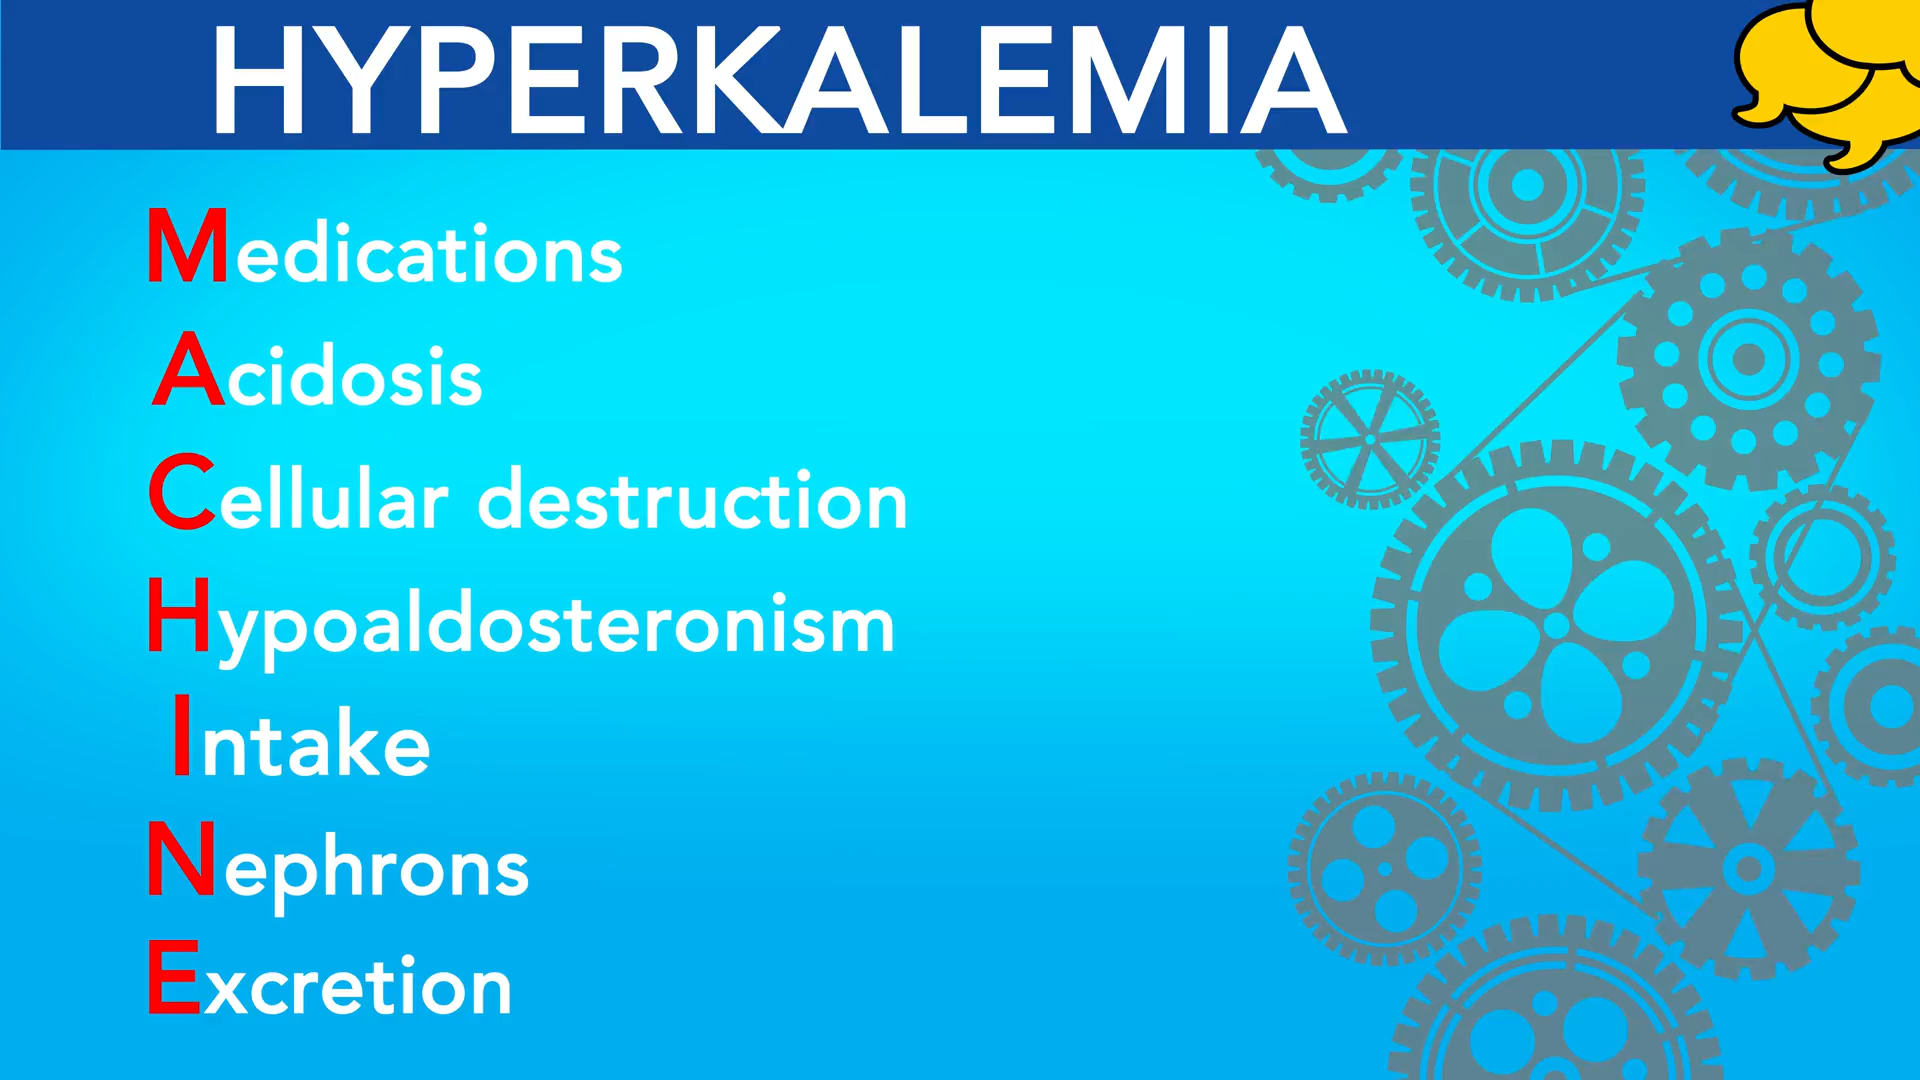 HYPERKALEMIA
Medications
Acidosis
Cellular destruction
Hypoaldosteronism
Intake
Nephrons
Excretion